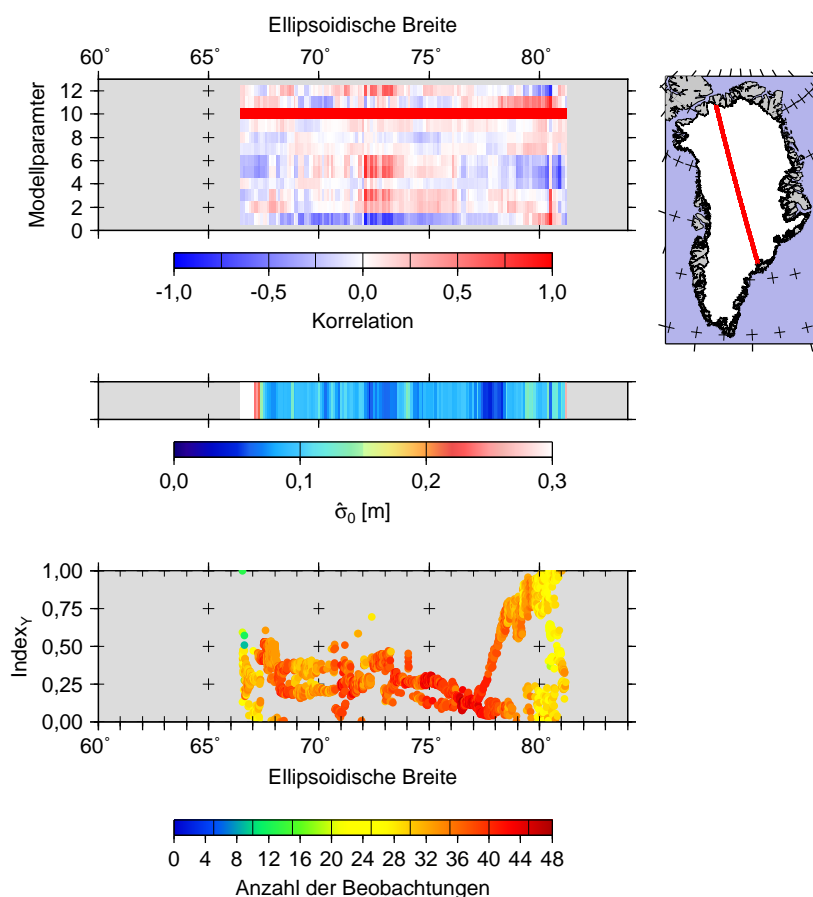 Ellipsoidische Breite
60° 65° 70° 75° 80°
12
10
8
6
4
2
0
Modellparamter
-1,0 -0,5 0,0 0,5 1,0
Korrelation
0,0 0,1 0,2 0,3
σ̂₀ [m]
1,00
0,75
0,50
0,25
0,00
Index_Y
60° 65° 70° 75° 80°
Ellipsoidische Breite
0 4 8 12 16 20 24 28 32 36 40 44 48
Anzahl der Beobachtungen